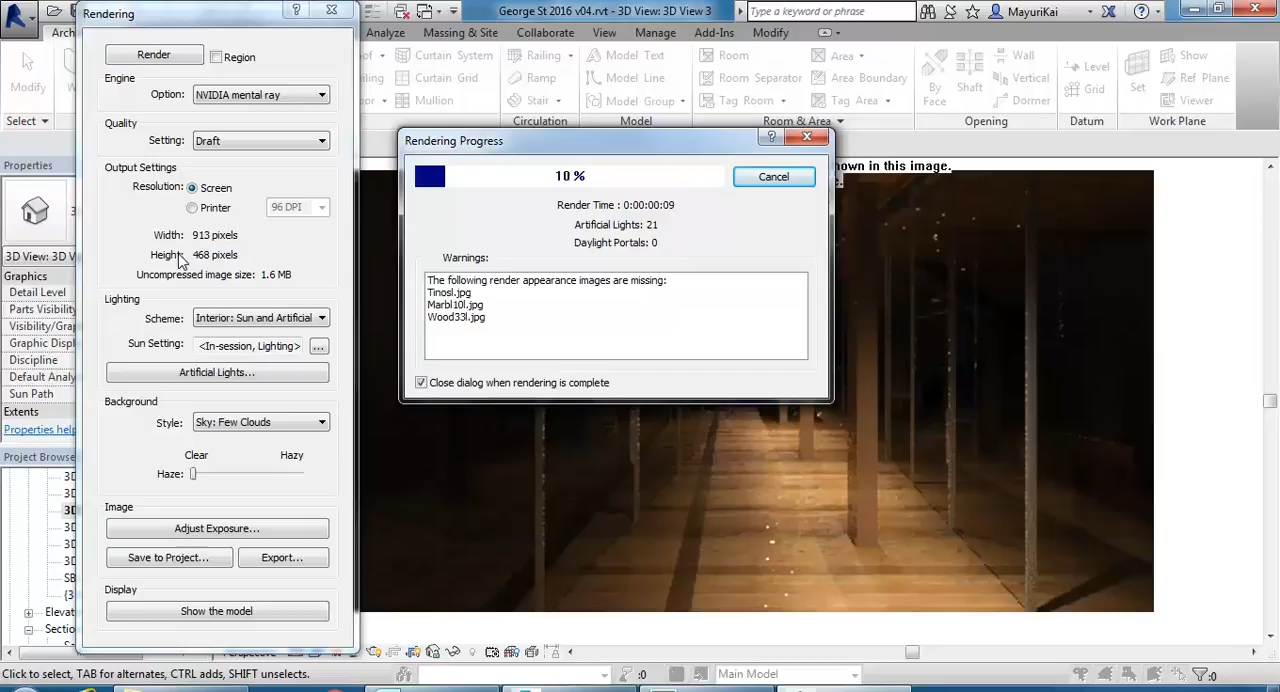 Rendering
George St 2016 v04.rvt - 3D View: 3D View 3
Type a keyword or phrase
MayuriKai
Analyze
Massing & Site
Collaborate
View
Manage
Add-Ins
Modify
Modify
Select
Curtain System
Curtain Grid
Mullion
Railing
Ramp
Stair
Circulation
Model Text
Model Line
Model Group
Model
Room
Room Separator
Tag Room
Area
Area Boundary
Tag Area
Room & Area
By
Face
Shaft
Wall
Vertical
Dormer
Opening
Level
Grid
Datum
Set
Show
Ref Plane
Viewer
Work Plane
Properties
3D View: 3D V
Graphics
Detail Level
Parts Visibility
Visibility/Grap
Graphic Displ
Discipline
Default Analy
Sun Path
Extents
Properties help
Project Browse
Elevat
Section
Render
Region
Engine
Option: NVIDIA mental ray
Quality
Setting: Draft
Output Settings
Resolution: Screen
Printer 96 DPI
Width: 913 pixels
Height: 468 pixels
Uncompressed image size: 1.6 MB
Lighting
Scheme: Interior: Sun and Artificial
Sun Setting: <In-session, Lighting> ...
Artificial Lights...
Background
Style: Sky: Few Clouds
Clear Hazy
Haze:
Image
Adjust Exposure...
Save to Project... Export...
Display
Show the model
Rendering Progress
10 %
Cancel
Render Time : 0:00:00:09
Artificial Lights: 21
Daylight Portals: 0
Warnings:
The following render appearance images are missing:
Tinosl.jpg
Marbl10l.jpg
Wood33l.jpg
Close dialog when rendering is complete
hown in this image.
Click to select, TAB for alternates, CTRL adds, SHIFT unselects.
:0
Main Model
:0